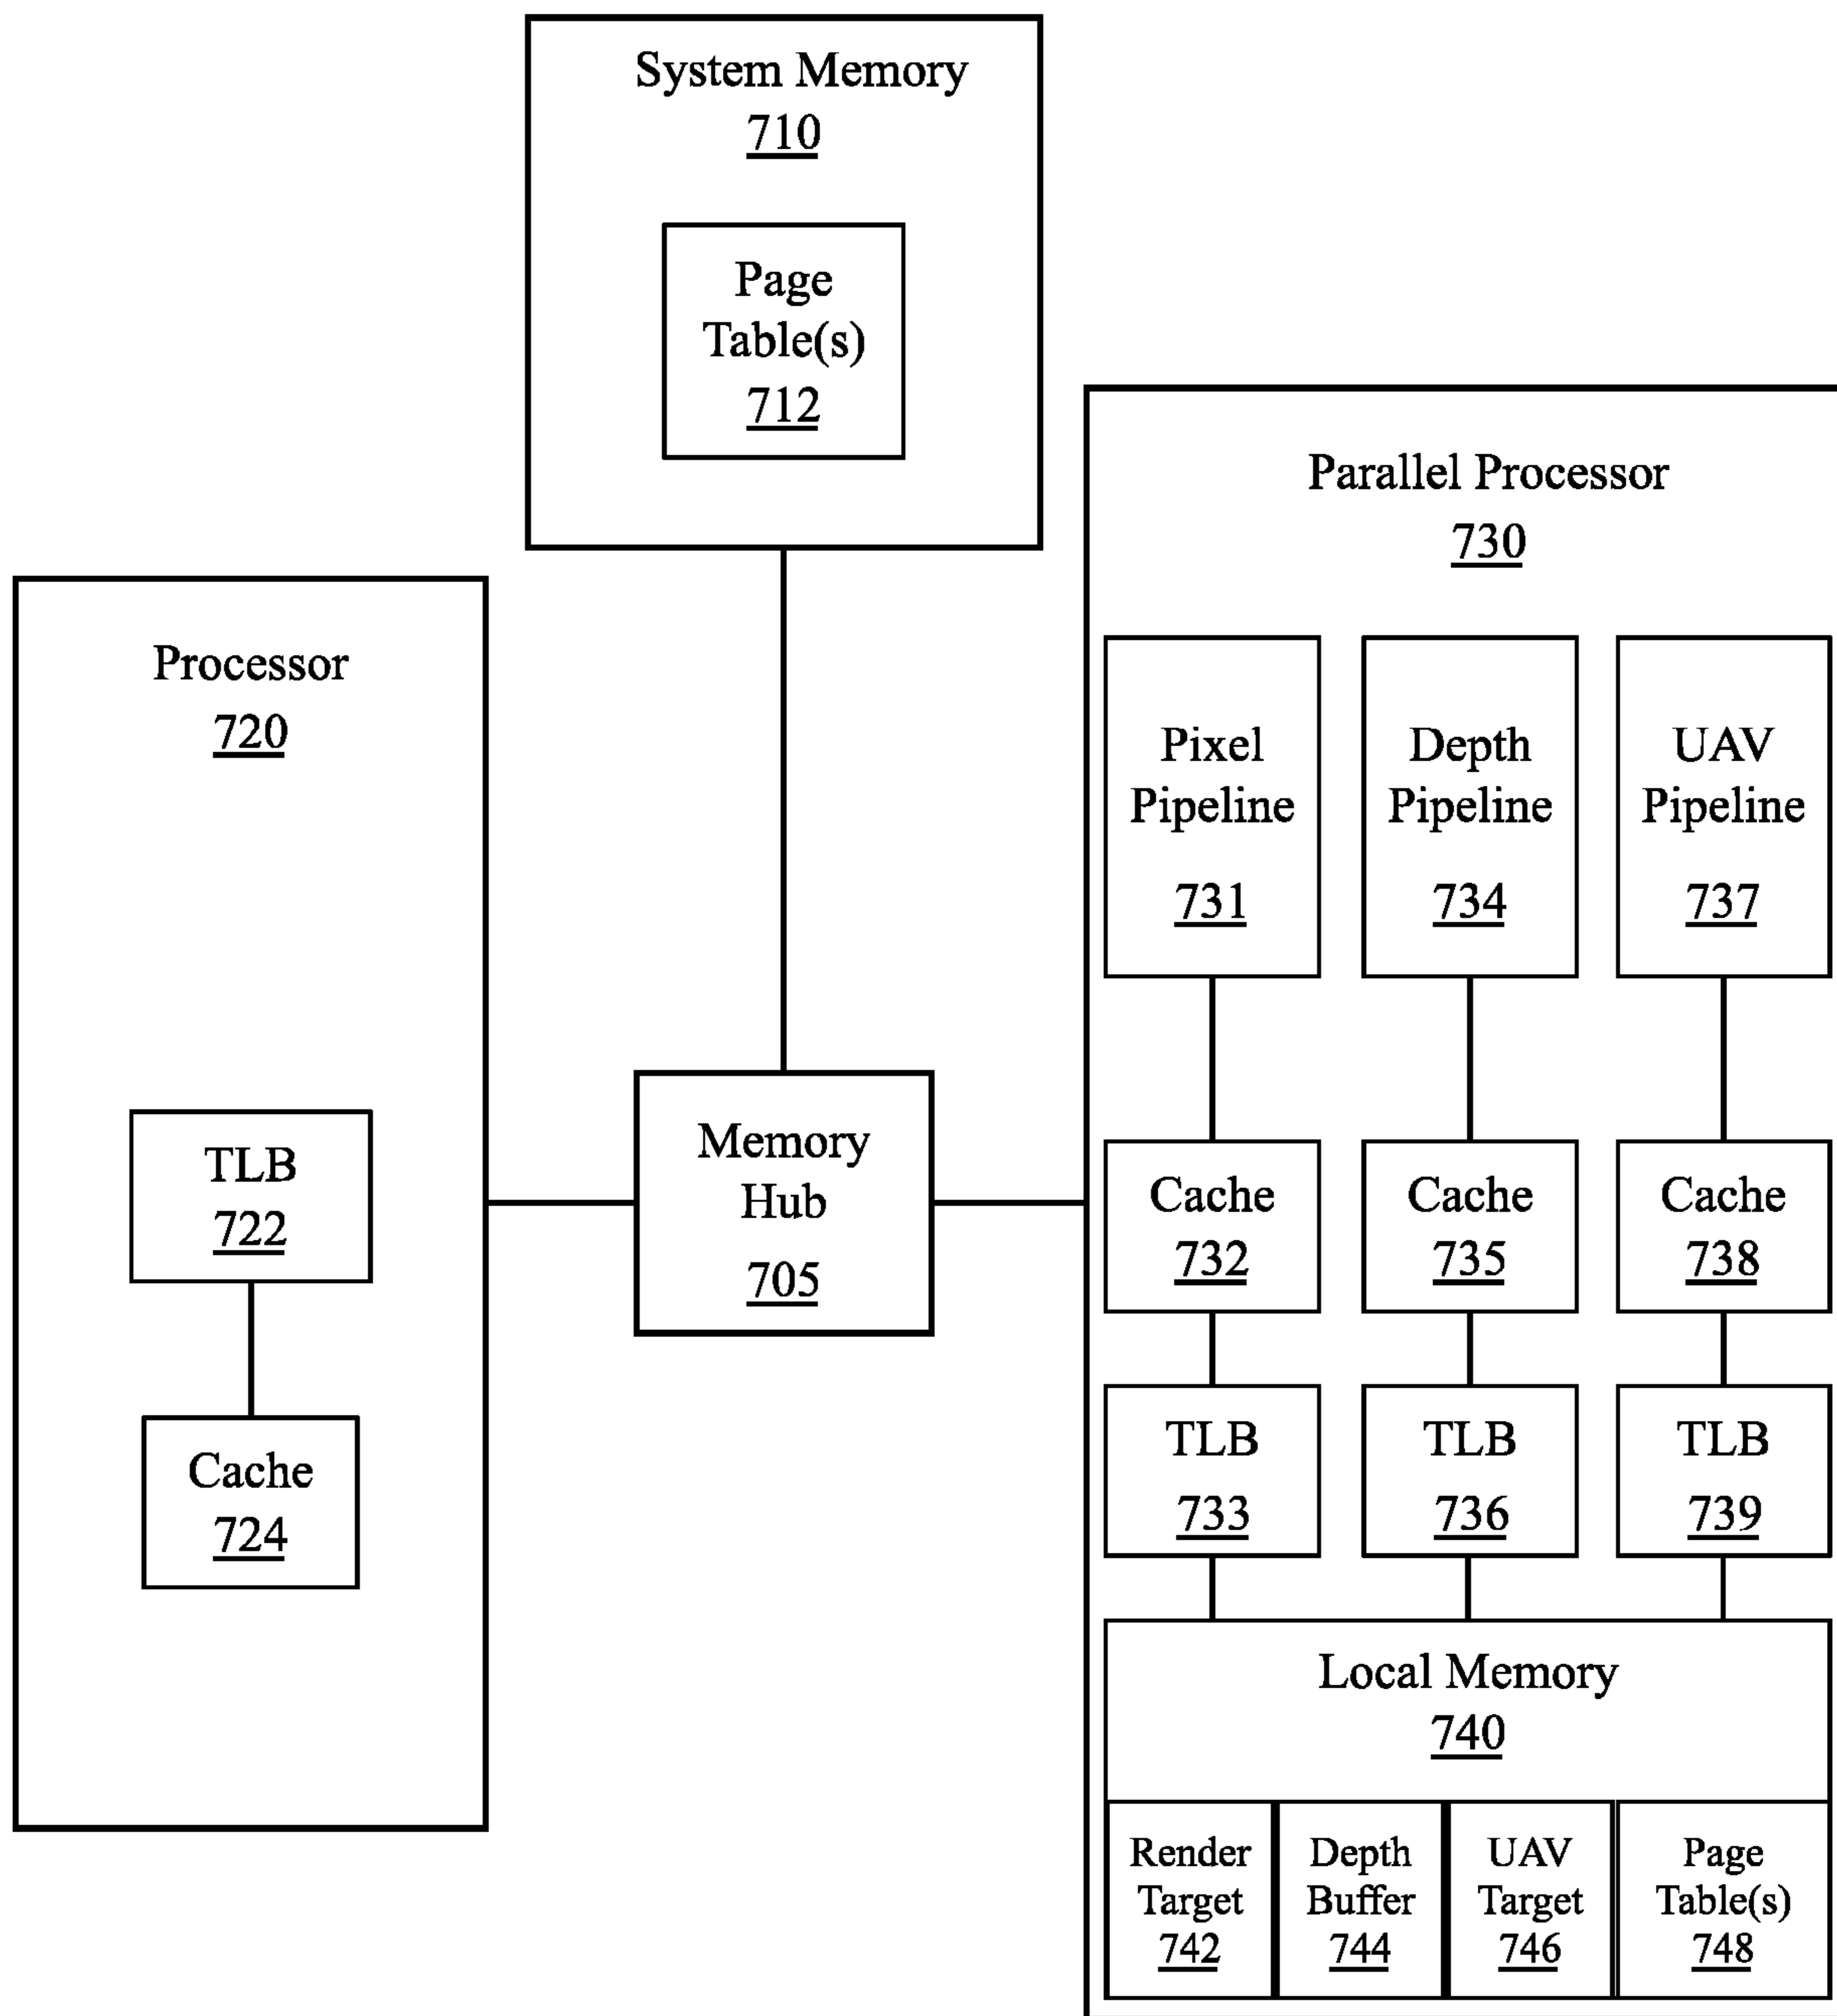 System Memory
710
Page
Table(s)
712
Processor
720
TLB
722
Cache
724
Memory
Hub
705
Parallel Processor
730
Pixel
Pipeline
731
Depth
Pipeline
734
UAV
Pipeline
737
Cache
732
Cache
735
Cache
738
TLB
733
TLB
736
TLB
739
Local Memory
740
Render
Target
742
Depth
Buffer
744
UAV
Target
746
Page
Table(s)
748